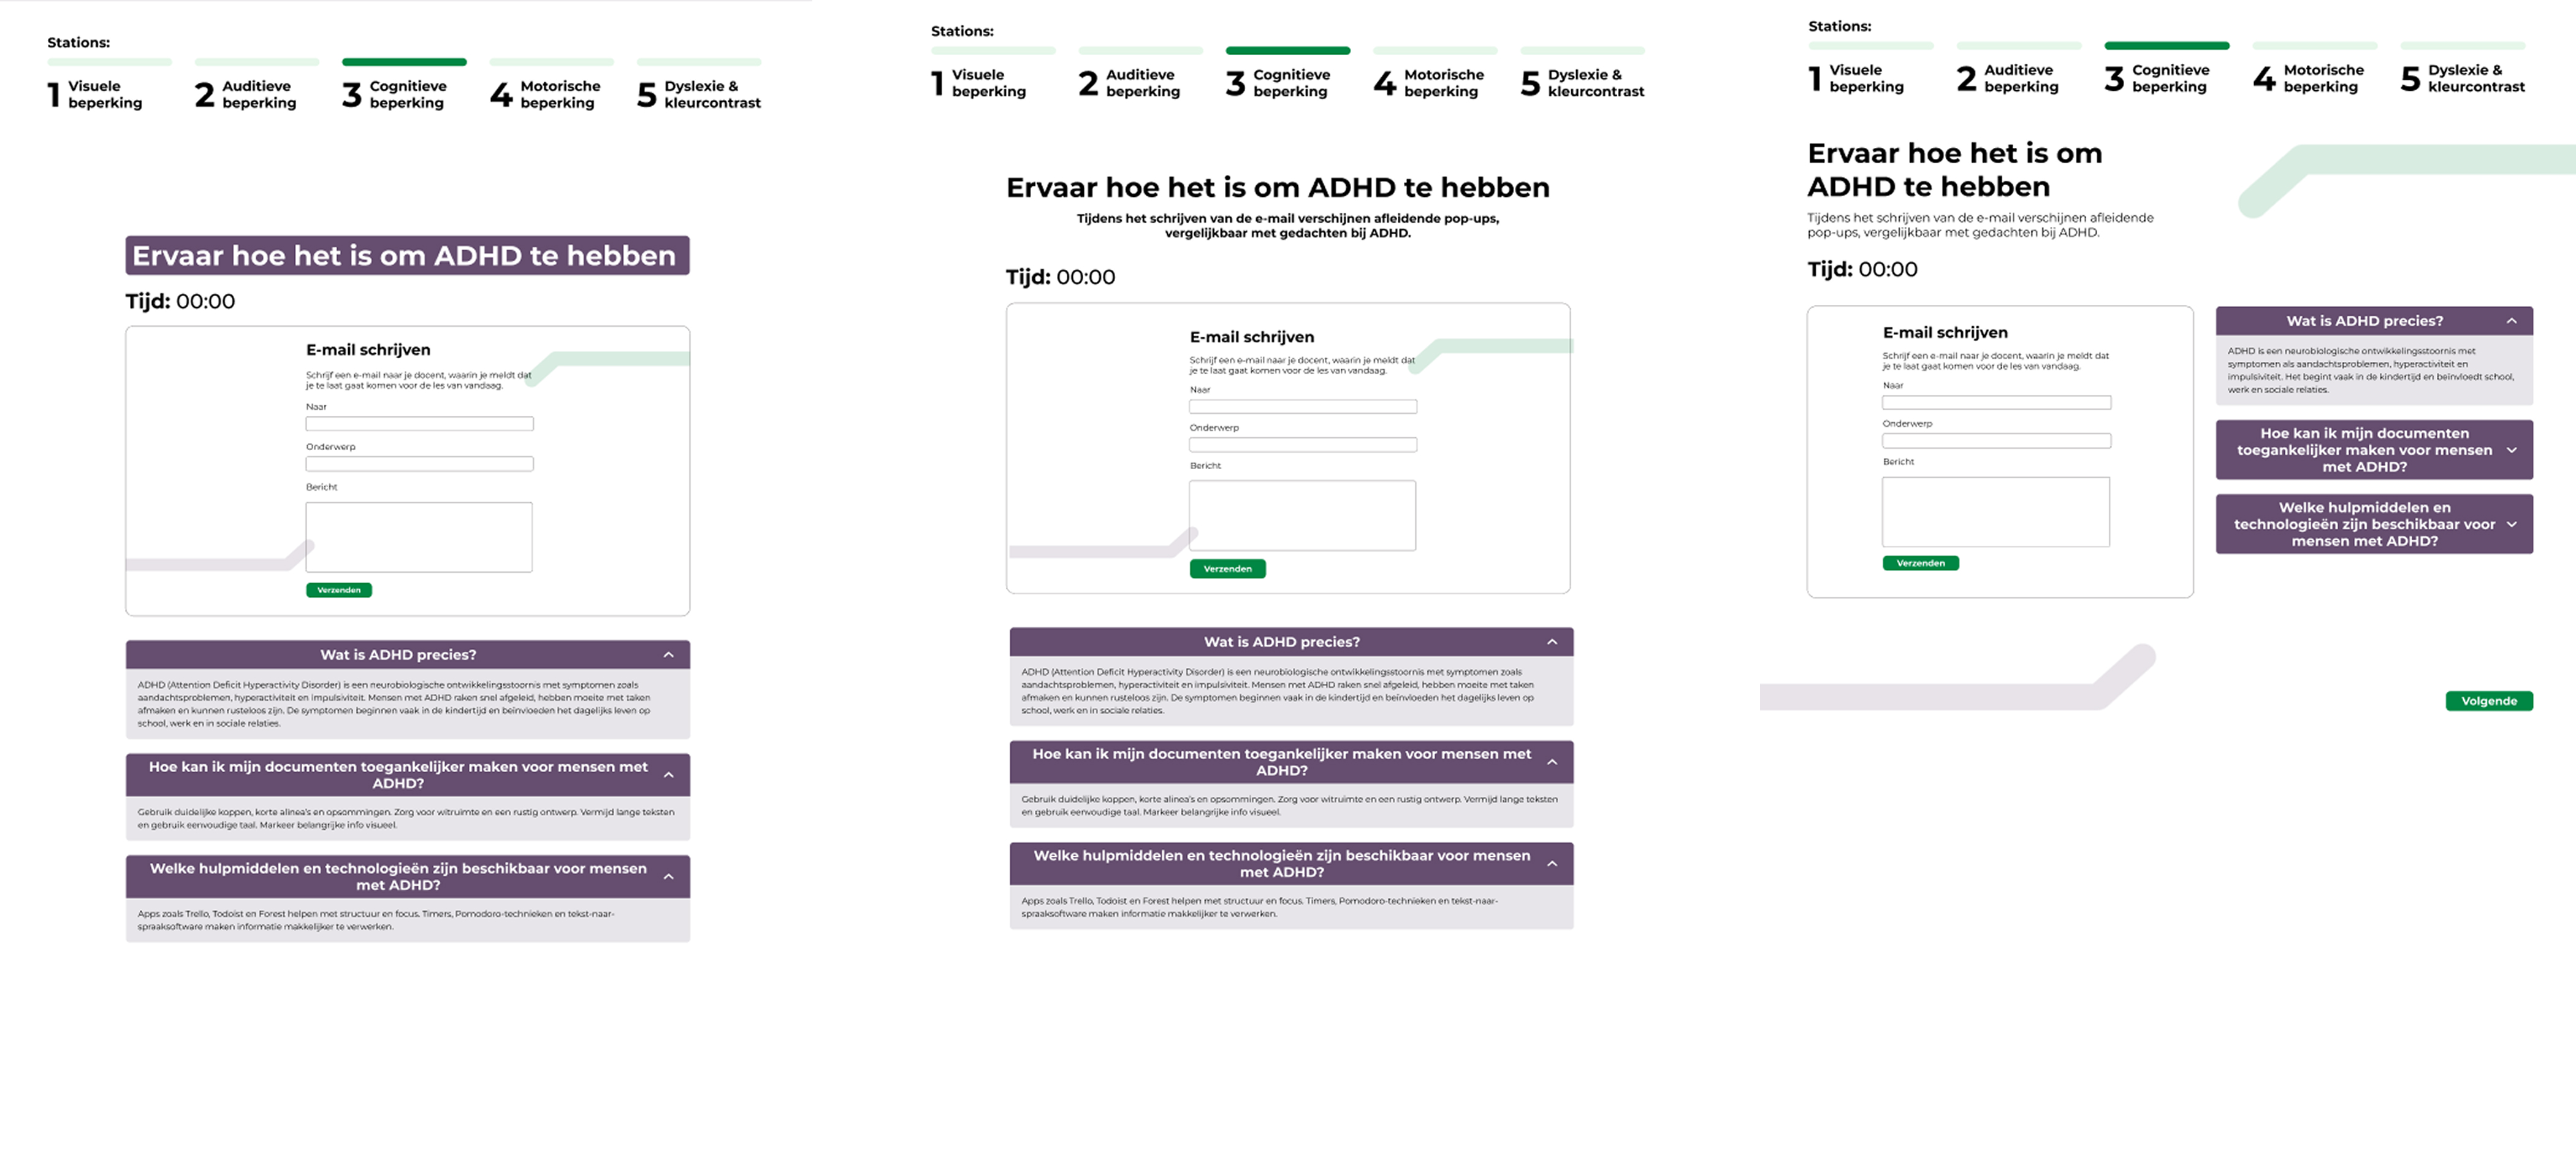 Stations:
1 Visuele beperking
2 Auditieve beperking
3 Cognitieve beperking
4 Motorische beperking
5 Dyslexie & kleurcontrast
Ervaar hoe het is om ADHD te hebben
Tijd: 00:00
E-mail schrijven
Schrijf een e-mail naar je docent, waarin je meldt dat
je te laat gaat komen voor de les van vandaag.
Naar
Onderwerp
Bericht
Verzenden
Wat is ADHD precies?
ADHD (Attention Deficit Hyperactivity Disorder) is een neurobiologische ontwikkelingsstoornis met symptomen zoals
aandachtsproblemen, hyperactiviteit en impulsiviteit. Mensen met ADHD raken snel afgeleid, hebben moeite met taken
afmaken en kunnen rusteloos zijn. De symptomen beginnen vaak in de kindertijd en beïnvloeden het dagelijks leven op
school, werk en in sociale relaties.
Hoe kan ik mijn documenten toegankelijker maken voor mensen met
ADHD?
Gebruik duidelijke koppen, korte alinea's en opsommingen. Zorg voor witruimte en een rustig ontwerp. Vermijd lange teksten
en gebruik eenvoudige taal. Markeer belangrijke info visueel.
Welke hulpmiddelen en technologieën zijn beschikbaar voor mensen
met ADHD?
Apps zoals Trello, Todoist en Forest helpen met structuur en focus. Timers, Pomodoro-technieken en tekst-naar-
spraaksoftware maken informatie makkelijker te verwerken.
Stations:
1 Visuele beperking
2 Auditieve beperking
3 Cognitieve beperking
4 Motorische beperking
5 Dyslexie & kleurcontrast
Ervaar hoe het is om ADHD te hebben
Tijdens het schrijven van de e-mail verschijnen afleidende pop-ups,
vergelijkbaar met gedachten bij ADHD.
Tijd: 00:00
E-mail schrijven
Schrijf een e-mail naar je docent, waarin je meldt dat
je te laat gaat komen voor de les van vandaag.
Naar
Onderwerp
Bericht
Verzenden
Wat is ADHD precies?
ADHD (Attention Deficit Hyperactivity Disorder) is een neurobiologische ontwikkelingsstoornis met symptomen zoals
aandachtsproblemen, hyperactiviteit en impulsiviteit. Mensen met ADHD raken snel afgeleid, hebben moeite met taken
afmaken en kunnen rusteloos zijn. De symptomen beginnen vaak in de kindertijd en beïnvloeden het dagelijks leven op
school, werk en in sociale relaties.
Hoe kan ik mijn documenten toegankelijker maken voor mensen met
ADHD?
Gebruik duidelijke koppen, korte alinea's en opsommingen. Zorg voor witruimte en een rustig ontwerp. Vermijd lange teksten
en gebruik eenvoudige taal. Markeer belangrijke info visueel.
Welke hulpmiddelen en technologieën zijn beschikbaar voor mensen
met ADHD?
Apps zoals Trello, Todoist en Forest helpen met structuur en focus. Timers, Pomodoro-technieken en tekst-naar-
spraaksoftware maken informatie makkelijker te verwerken.
Stations:
1 Visuele beperking
2 Auditieve beperking
3 Cognitieve beperking
4 Motorische beperking
5 Dyslexie & kleurcontrast
Ervaar hoe het is om
ADHD te hebben
Tijdens het schrijven van de e-mail verschijnen afleidende
pop-ups, vergelijkbaar met gedachten bij ADHD.
Tijd: 00:00
E-mail schrijven
Schrijf een e-mail naar je docent, waarin je meldt dat
je te laat gaat komen voor de les van vandaag.
Naar
Onderwerp
Bericht
Verzenden
Wat is ADHD precies?
ADHD is een neurobiologische ontwikkelingsstoornis met
symptomen als aandachtsproblemen, hyperactiviteit en
impulsiviteit. Het begint vaak in de kindertijd en beïnvloedt school,
werk en sociale relaties.
Hoe kan ik mijn documenten
toegankelijker maken voor mensen
met ADHD?
Welke hulpmiddelen en
technologieën zijn beschikbaar voor
mensen met ADHD?
Volgende